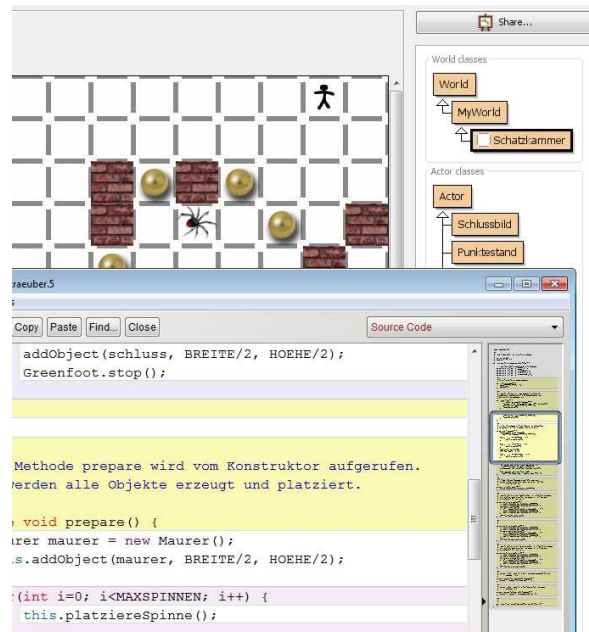 Share...
World classes
World
MyWorld
Schatzkammer
Actor classes
Actor
Schlussbild
Punktestand
raeuber.5
s
Copy Paste Find... Close Source Code
addObject(schluss, BREITE/2, HOEHE/2);
Greenfoot.stop();
Methode prepare wird vom Konstruktor aufgerufen.
werden alle Objekte erzeugt und platziert.
e void prepare() {
urer maurer = new Maurer();
s.addObject(maurer, BREITE/2, HOEHE/2);
r(int i=0; i<MAXSPINNEN; i++) {
this.platziereSpinne();